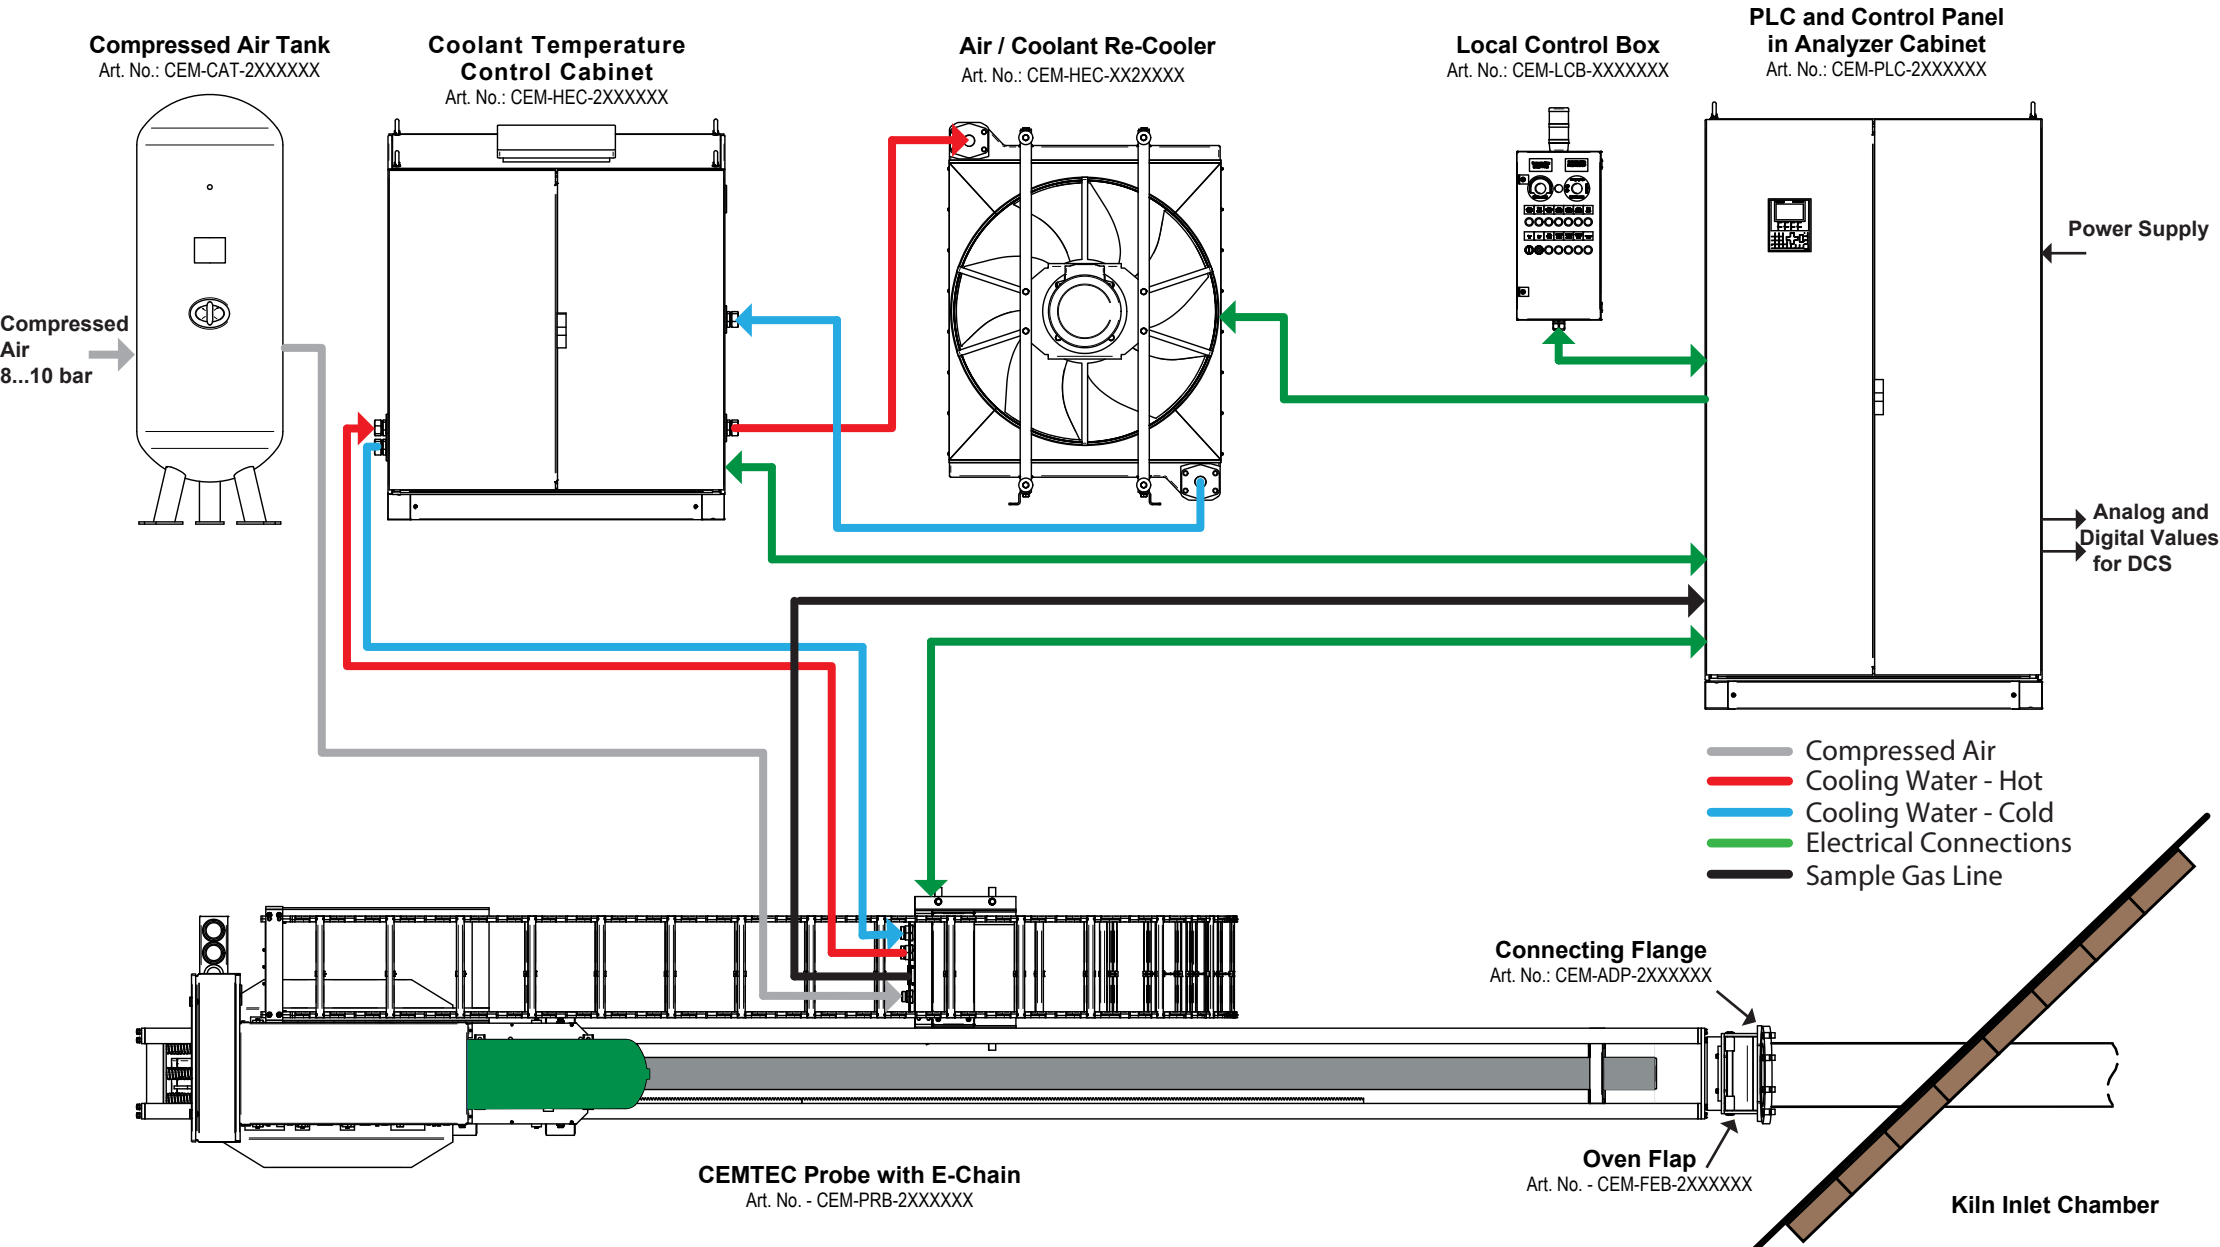 Compressed Air Tank
Art. No.: CEM-CAT-2XXXXXX
Coolant Temperature
Control Cabinet
Art. No.: CEM-HEC-2XXXXXX
Air / Coolant Re-Cooler
Art. No.: CEM-HEC-XX2XXXX
Local Control Box
Art. No.: CEM-LCB-XXXXXXX
PLC and Control Panel
in Analyzer Cabinet
Art. No.: CEM-PLC-2XXXXXX
Power Supply
Compressed
Air
8...10 bar
Analog and
Digital Values
for DCS
Compressed Air
Cooling Water - Hot
Cooling Water - Cold
Electrical Connections
Sample Gas Line
Connecting Flange
Art. No.: CEM-ADP-2XXXXXX
CEMTEC Probe with E-Chain
Art. No. - CEM-PRB-2XXXXXX
Oven Flap
Art. No. - CEM-FEB-2XXXXXX
Kiln Inlet Chamber